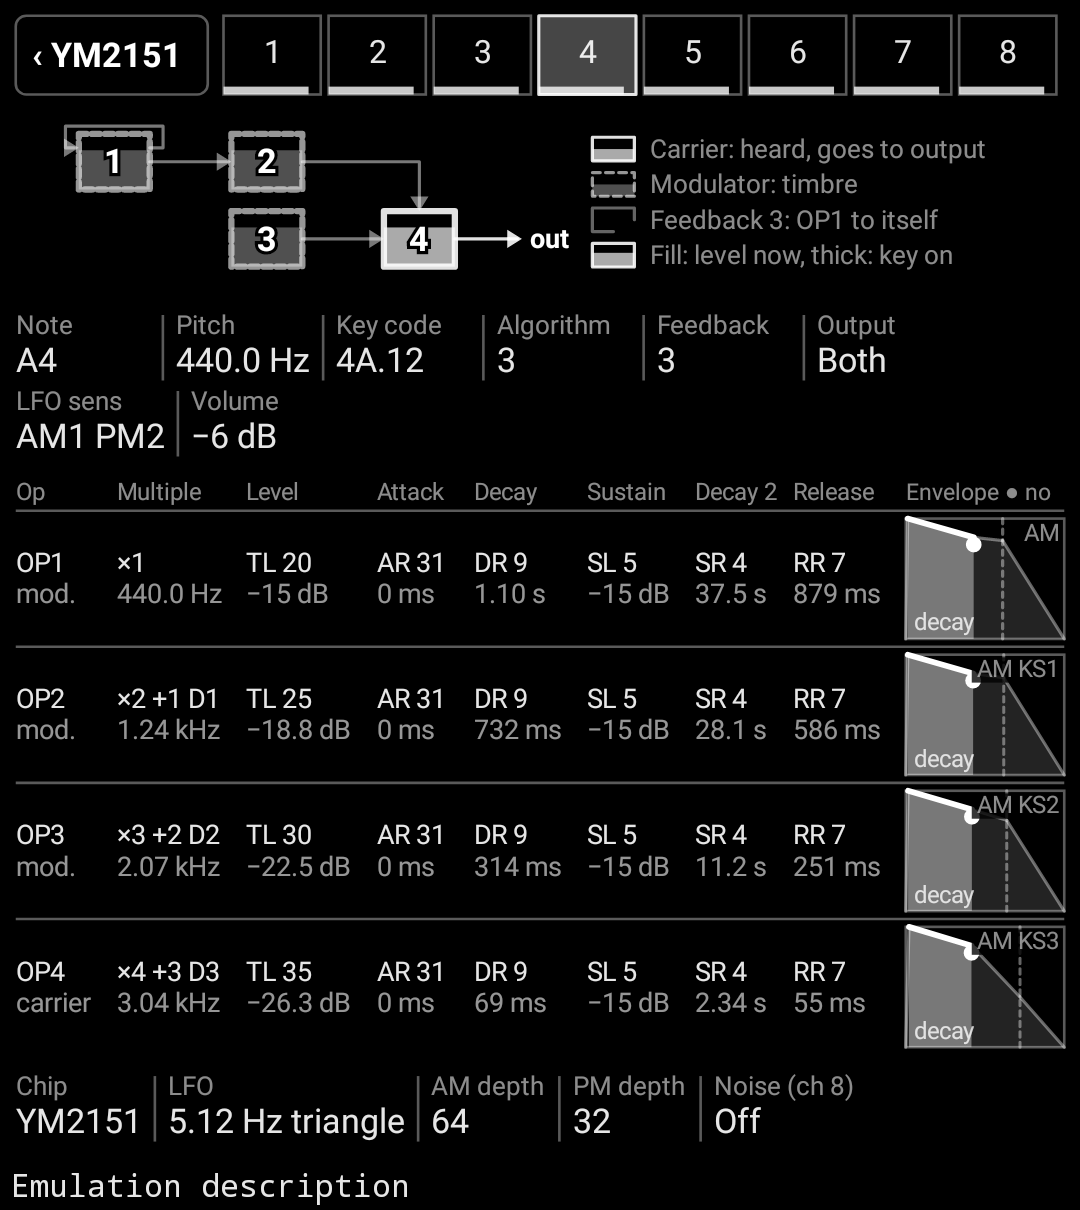 ‹ YM2151 1 2 3 4 5 6 7 8
1 2
3 4 out
Carrier: heard, goes to output
Modulator: timbre
Feedback 3: OP1 to itself
Fill: level now, thick: key on
Note Pitch Key code Algorithm Feedback Output
A4 440.0 Hz 4A.12 3 3 Both
LFO sens Volume
AM1 PM2 −6 dB
Op Multiple Level Attack Decay Sustain Decay 2 Release Envelope ● no
OP1 ×1 TL 20 AR 31 DR 9 SL 5 SR 4 RR 7 AM
mod. 440.0 Hz −15 dB 0 ms 1.10 s −15 dB 37.5 s 879 ms decay
OP2 ×2 +1 D1 TL 25 AR 31 DR 9 SL 5 SR 4 RR 7 AM KS1
mod. 1.24 kHz −18.8 dB 0 ms 732 ms −15 dB 28.1 s 586 ms decay
OP3 ×3 +2 D2 TL 30 AR 31 DR 9 SL 5 SR 4 RR 7 AM KS2
mod. 2.07 kHz −22.5 dB 0 ms 314 ms −15 dB 11.2 s 251 ms decay
OP4 ×4 +3 D3 TL 35 AR 31 DR 9 SL 5 SR 4 RR 7 AM KS3
carrier 3.04 kHz −26.3 dB 0 ms 69 ms −15 dB 2.34 s 55 ms decay
Chip LFO AM depth PM depth Noise (ch 8)
YM2151 5.12 Hz triangle 64 32 Off
Emulation description